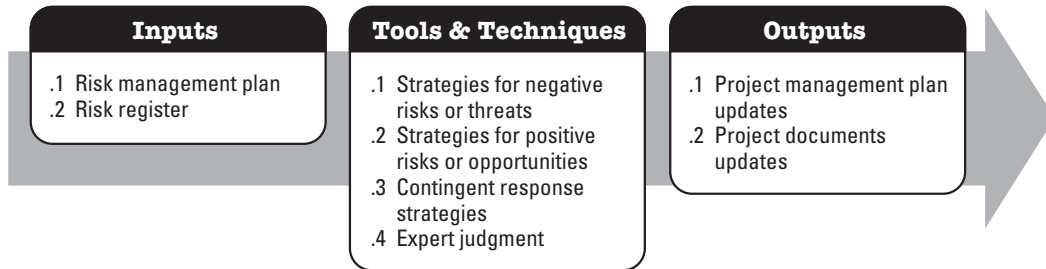 Inputs
.1 Risk management plan
.2 Risk register
Tools & Techniques
.1 Strategies for negative
risks or threats
.2 Strategies for positive
risks or opportunities
.3 Contingent response
strategies
.4 Expert judgment
Outputs
.1 Project management plan
updates
.2 Project documents
updates